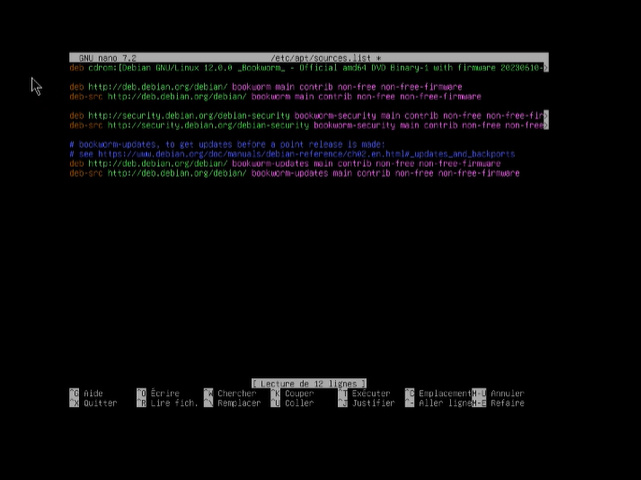 GNU nano 7.2 /etc/apt/sources.list *
deb cdrom:[Debian GNU/Linux 12.0.0 _Bookworm_ - Official amd64 DVD Binary-1 with firmware 20230610->
deb http://deb.debian.org/debian/ bookworm main contrib non-free non-free-firmware
deb-src http://deb.debian.org/debian/ bookworm main contrib non-free non-free-firmware
deb http://security.debian.org/debian-security bookworm-security main contrib non-free non-free-fir>
deb-src http://security.debian.org/debian-security bookworm-security main contrib non-free non-free>
# bookworm-updates, to get updates before a point release is made:
# see https://www.debian.org/doc/manuals/debian-reference/ch02.en.html#_updates_and_backports
deb http://deb.debian.org/debian/ worm-updates main contrib non-free non-free-firmware
deb-src http://deb.debian.org/debian/ bookworm-updates main contrib non-free non-free-firmware
[ Lecture de 12 lignes ]
^G Aide ^O Écrire ^W Chercher ^K Couper ^T Exécuter ^C Emplacement M-U Annuler
^X Quitter ^R Lire fich. ^\ Remplacer ^U Coller ^J Justifier ^- Aller ligne M-E Refaire